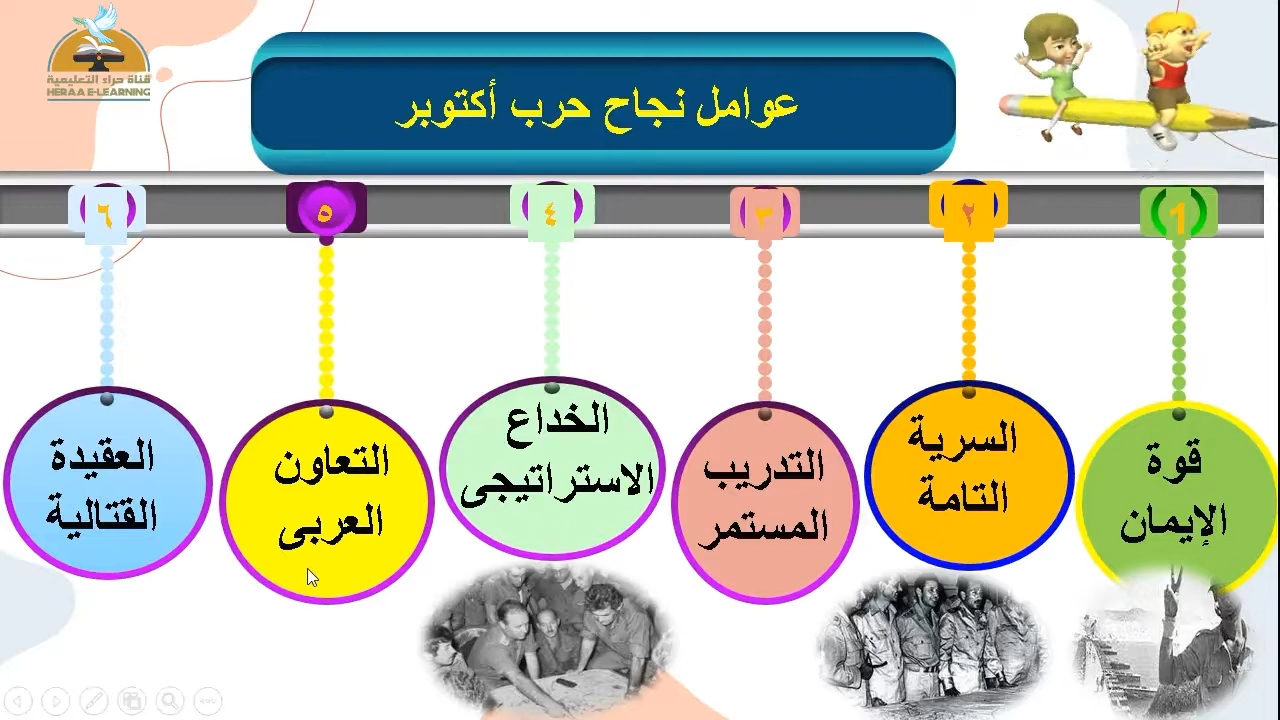 قناة حراء التعليمية
HERAA E-LEARNING
عوامل نجاح حرب أكتوبر
1
٢
٣
٤
٥
٦
قوة
الإيمان
السرية
التامة
التدريب
المستمر
الخداع
الاستراتيجى
التعاون
العربى
العقيدة
القتالية